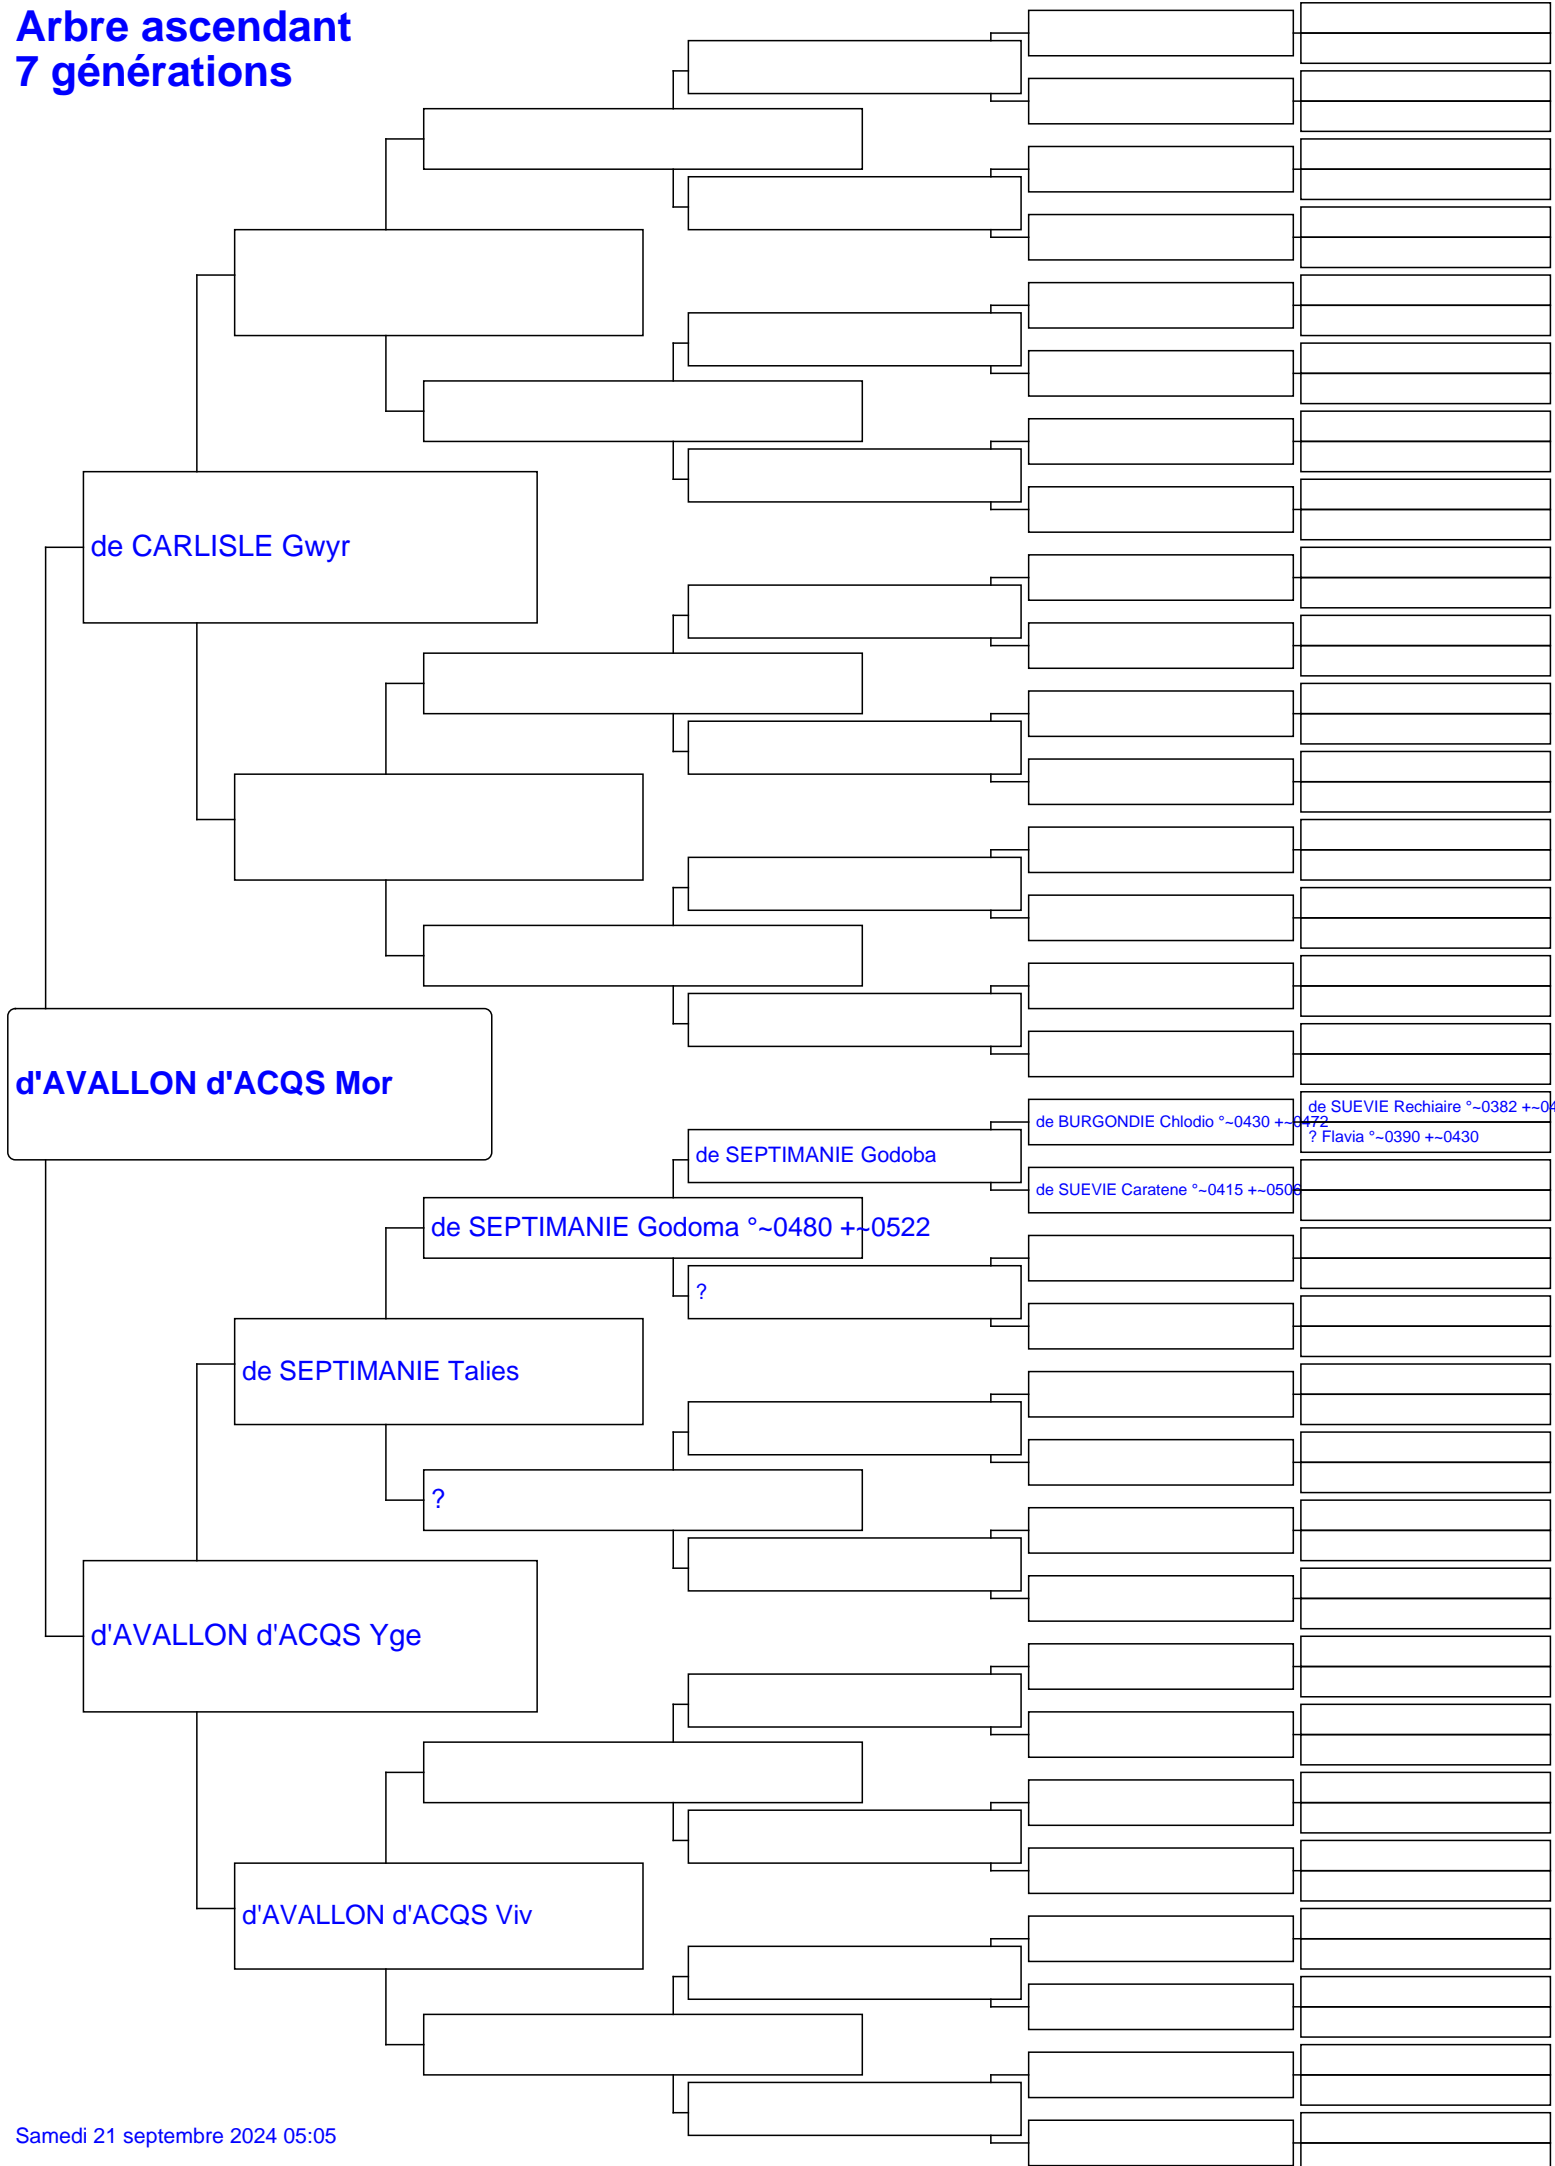 Arbre ascendant
7 générations
de CARLISLE Gwyr
d'AVALLON d'ACQS Mor
de SUEVIE Rechiaire °~0382 +~04
de BURGONDIE Chlodio °~0430 +~0472
? Flavia °~0390 +~0430
de SEPTIMANIE Godoba
de SUEVIE Caratene °~0415 +~0506
de SEPTIMANIE Godoma °~0480 +~0522
?
de SEPTIMANIE Talies
?
d'AVALLON d'ACQS Yge
d'AVALLON d'ACQS Viv
Samedi 21 septembre 2024 05:05